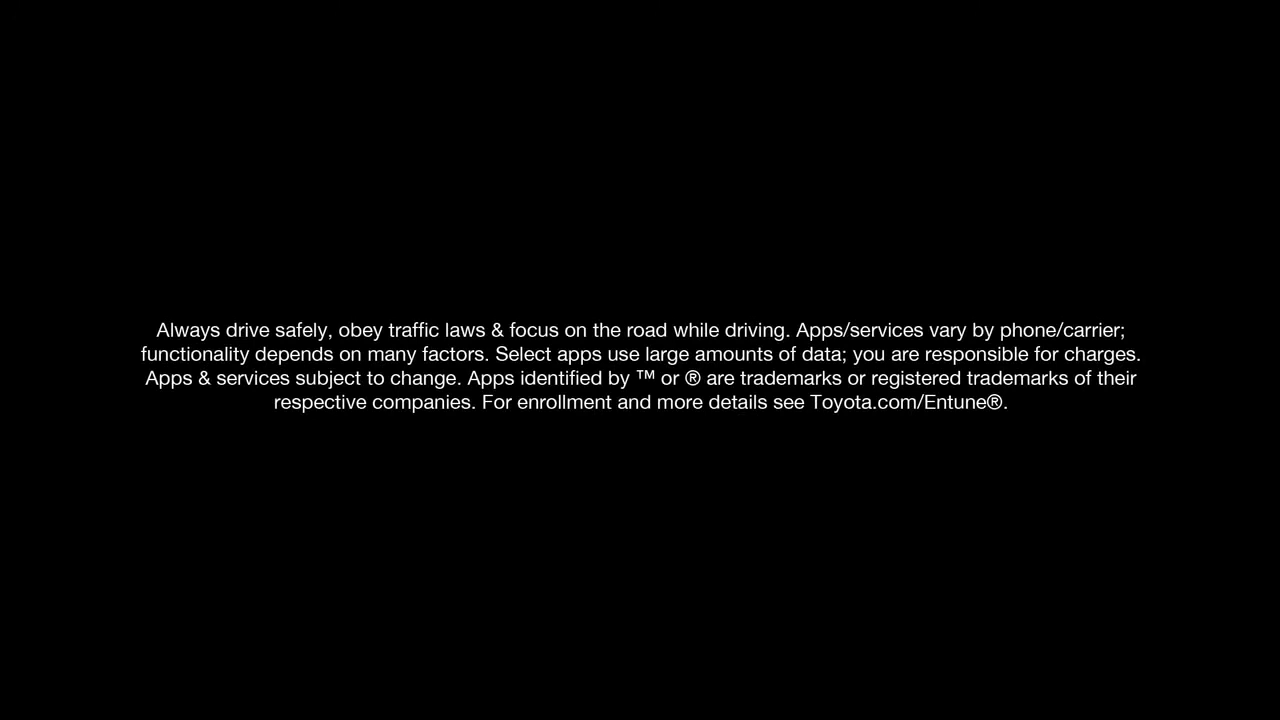 Always drive safely, obey traffic laws & focus on the road while driving. Apps/services vary by phone/carrier;
functionality depends on many factors. Select apps use large amounts of data; you are responsible for charges.
Apps & services subject to change. Apps identified by ™ or ® are trademarks or registered trademarks of their
respective companies. For enrollment and more details see Toyota.com/Entune®.